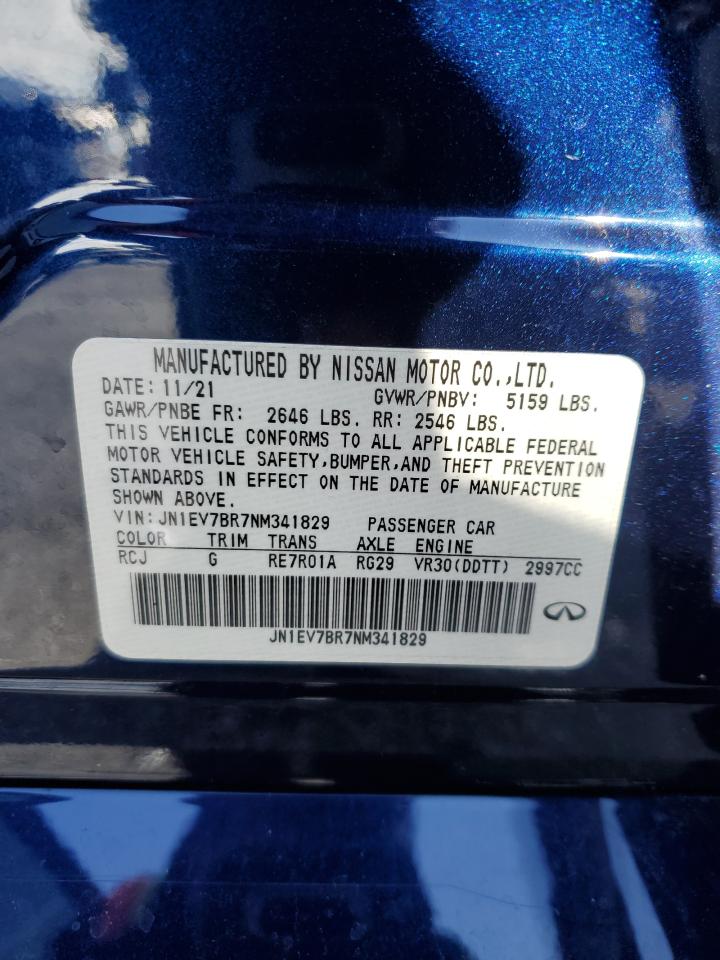 MANUFACTURED BY NISSAN MOTOR CO.,LTD.
DATE: 11/21 GVWR/PNBV: 5159 LBS.
GAWR/PNBE FR: 2646 LBS. RR: 2546 LBS.
THIS VEHICLE CONFORMS TO ALL APPLICABLE FEDERAL
MOTOR VEHICLE SAFETY,BUMPER,AND THEFT PREVENTION
STANDARDS IN EFFECT ON THE DATE OF MANUFACTURE
SHOWN ABOVE.
VIN:JN1EV7BR7NM341829 PASSENGER CAR
COLOR TRIM TRANS AXLE ENGINE
RCJ G RE7R01A RG29 VR30(DDTT) 2997CC
JN1EV7BR7NM341829